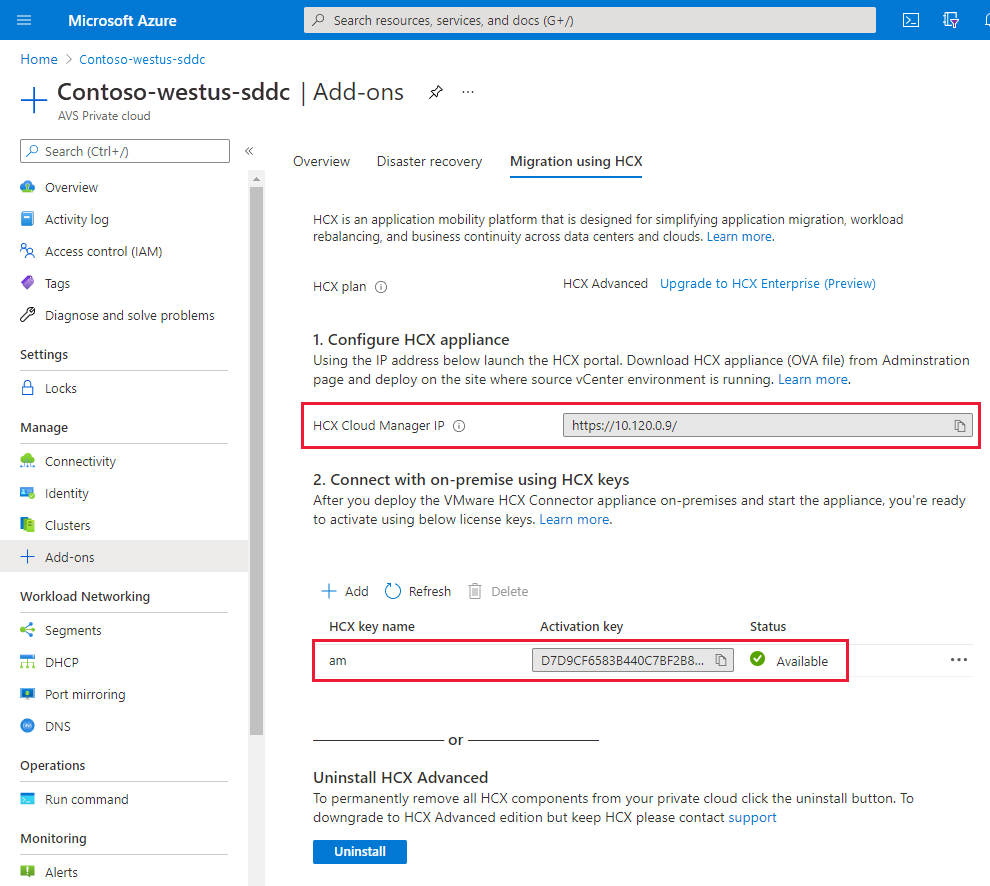 Microsoft Azure
Search resources, services, and docs (G+/)
Home > Contoso-westus-sddc
Contoso-westus-sddc | Add-ons
AVS Private cloud
Search (Ctrl+/)
Overview
Activity log
Access control (IAM)
Tags
Diagnose and solve problems
Settings
Locks
Manage
Connectivity
Identity
Clusters
Add-ons
Workload Networking
Segments
DHCP
Port mirroring
DNS
Operations
Run command
Monitoring
Alerts
Overview Disaster recovery Migration using HCX
HCX is an application mobility platform that is designed for simplifying application migration, workload
rebalancing, and business continuity across data centers and clouds. Learn more.
HCX plan HCX Advanced Upgrade to HCX Enterprise (Preview)
1. Configure HCX appliance
Using the IP address below launch the HCX portal. Download HCX appliance (OVA file) from Adminstration
page and deploy on the site where source vCenter environment is running. Learn more.
HCX Cloud Manager IP https://10.120.0.9/
2. Connect with on-premise using HCX keys
After you deploy the VMware HCX Connector appliance on-premises and start the appliance, you're ready
to activate using below license keys. Learn more.
Add Refresh Delete
HCX key name Activation key Status
am D7D9CF6583B440C7BF2B8... Available
or
Uninstall HCX Advanced
To permanently remove all HCX components from your private cloud click the uninstall button. To
downgrade to HCX Advanced edition but keep HCX please contact support
Uninstall